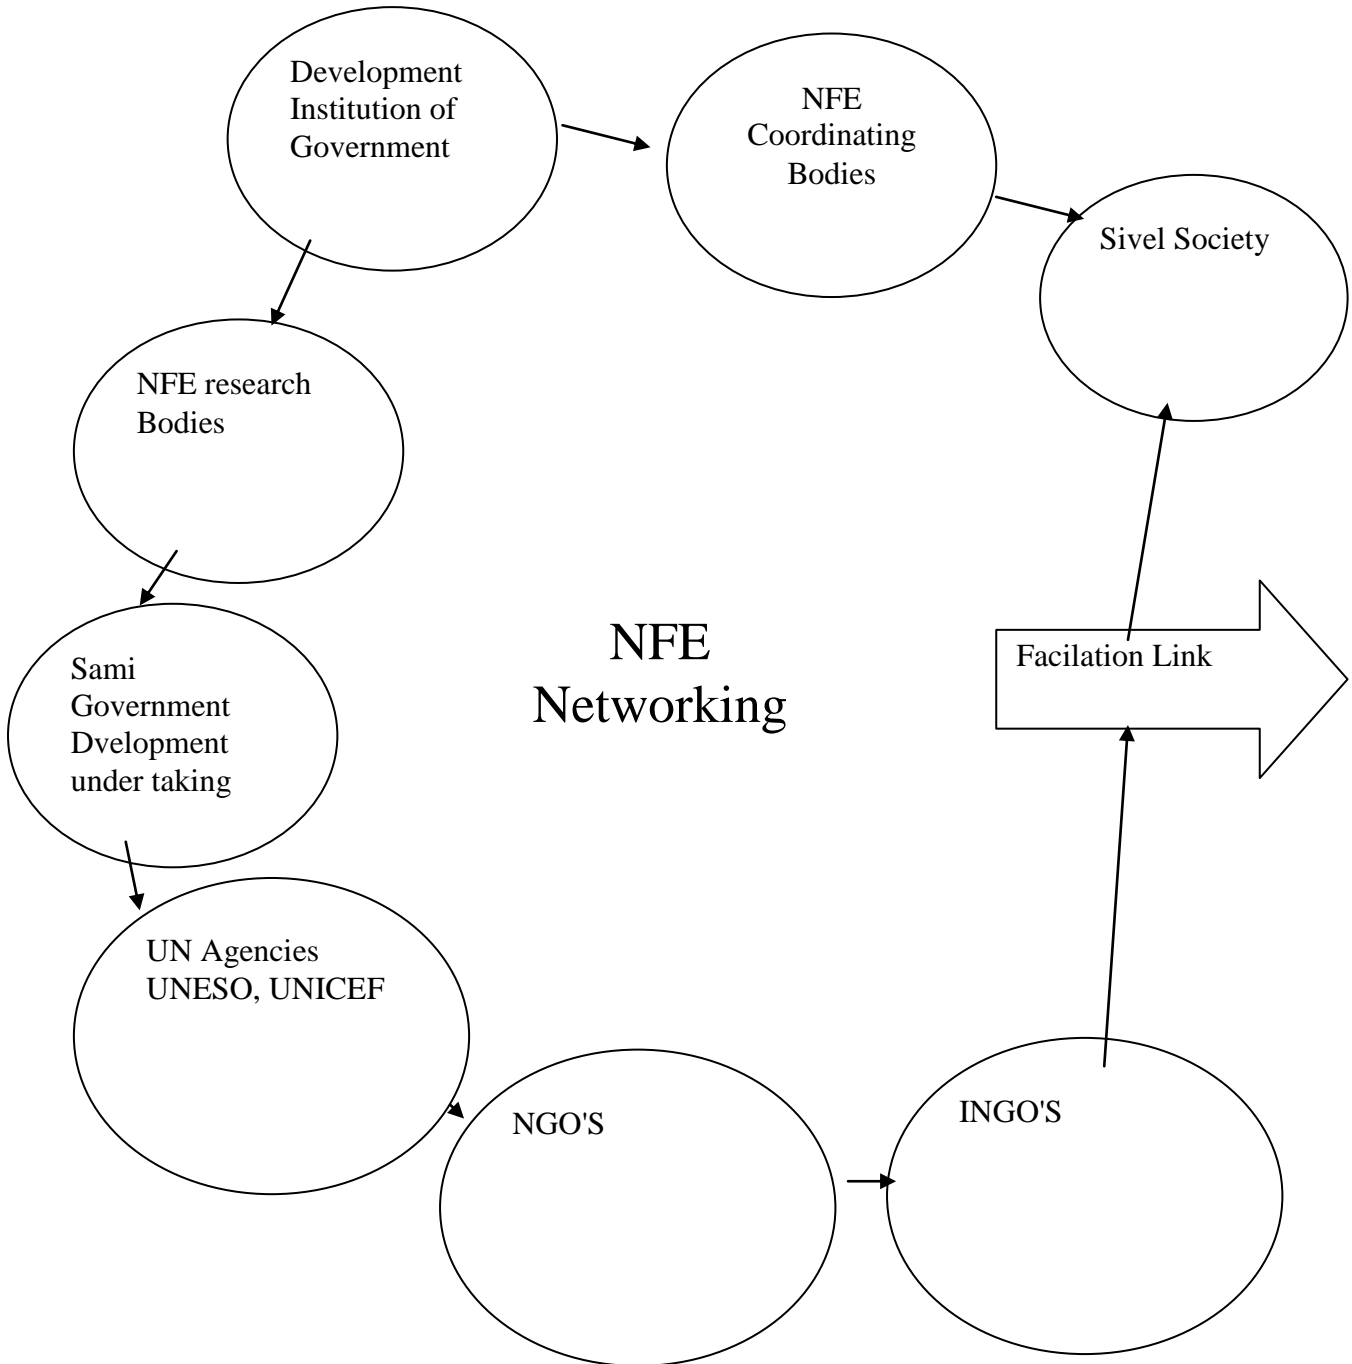 Development
Institution of
Government
NFE
Coordinating
Bodies
Sivel Society
NFE research
Bodies
Sami
Government
Dvelopment
under taking
NFE
Networking
Facilation Link
UN Agencies
UNESO, UNICEF
NGO'S
INGO'S